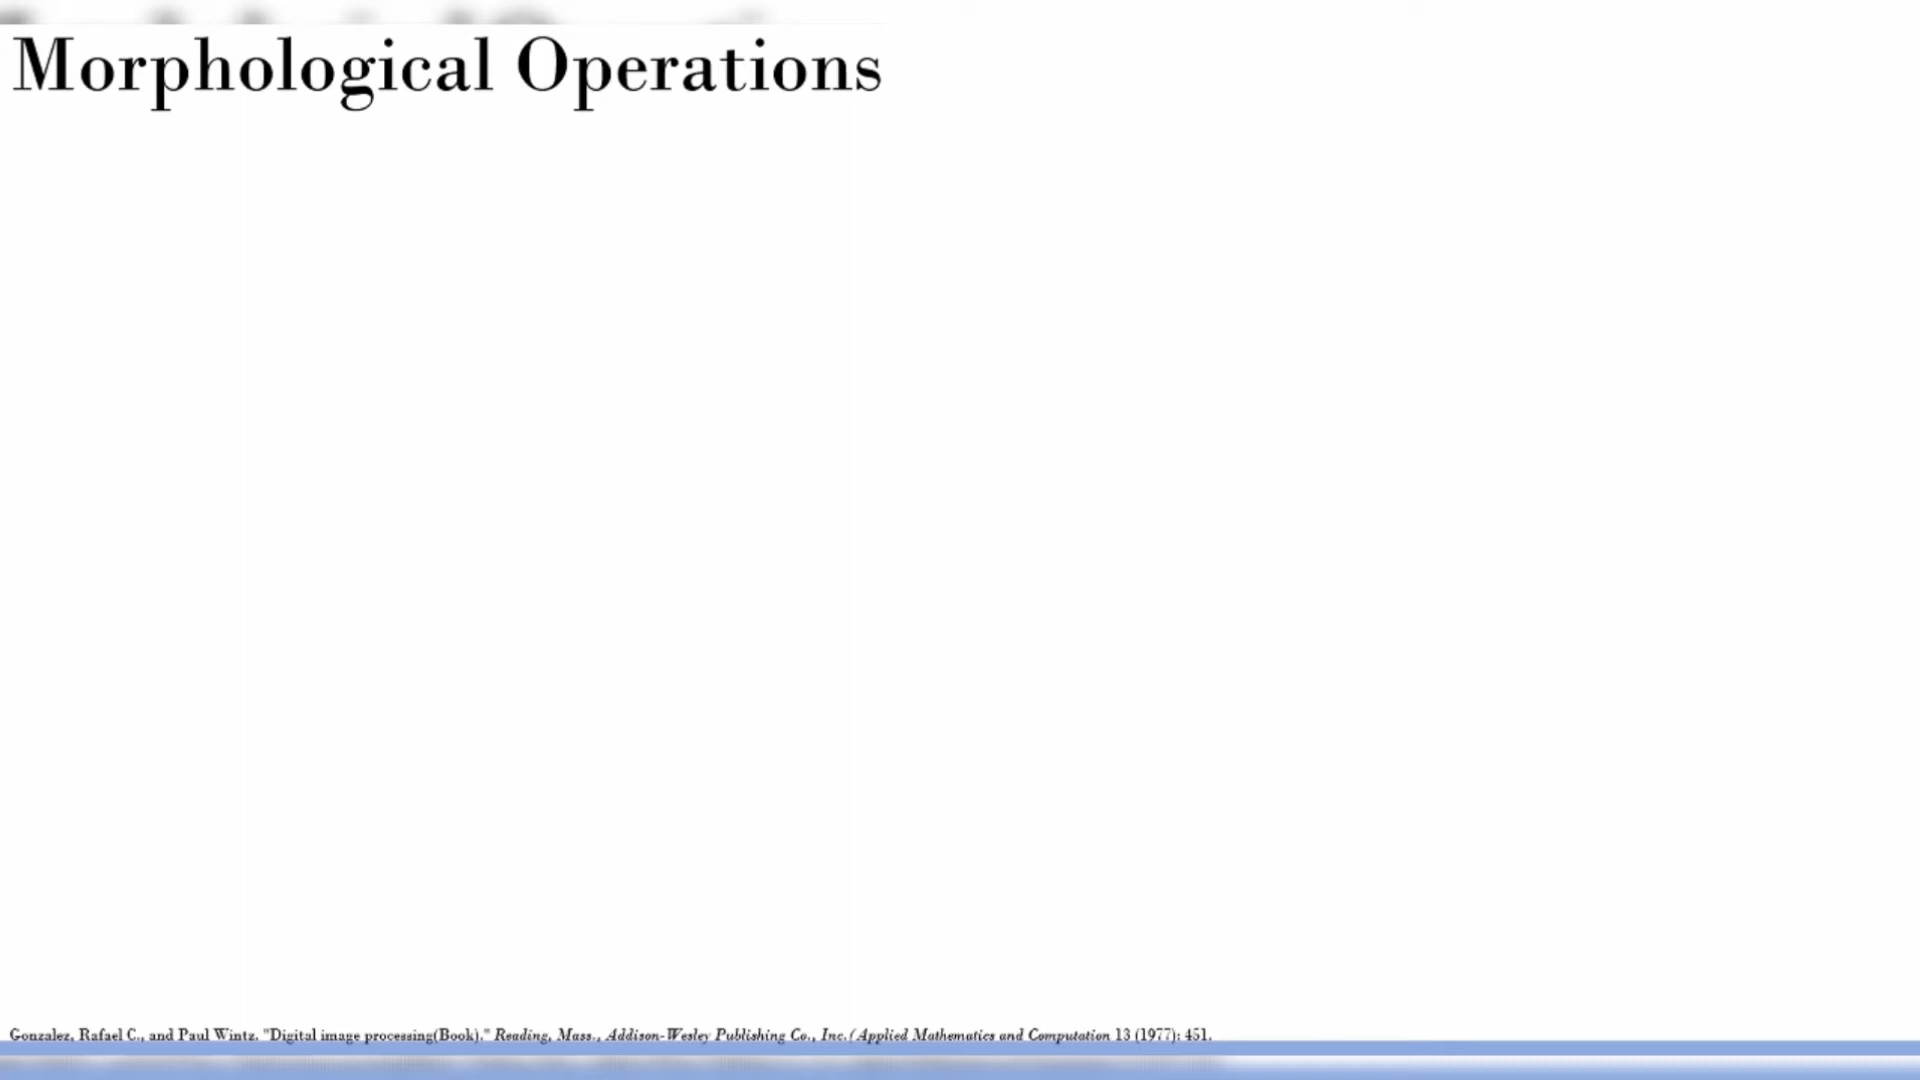 Morphological Operations
Gonzalez, Rafael C., and Paul Wintz. "Digital image processing(Book)." Reading, Mass., Addison-Wesley Publishing Co., Inc.(Applied Mathematics and Computation 13 (1977): 451.